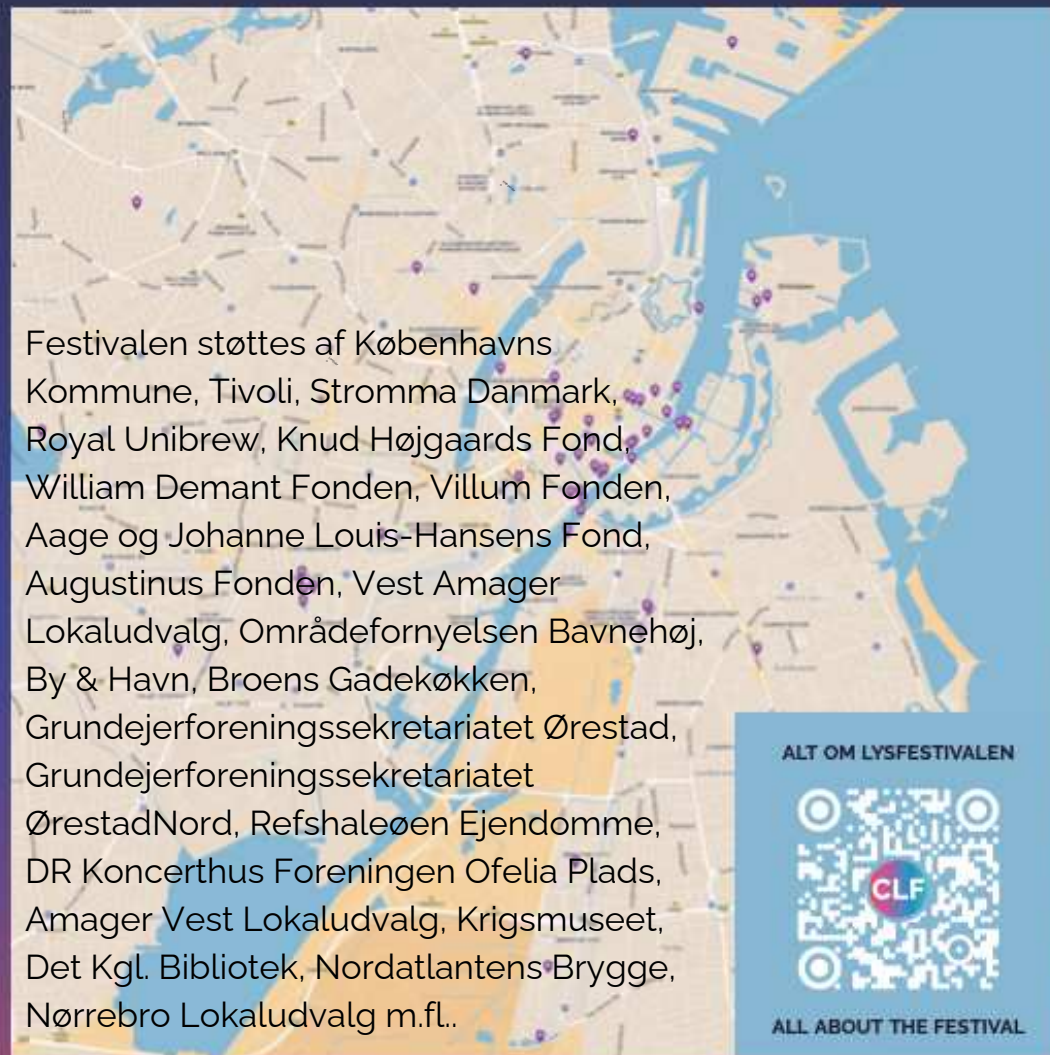 Festivalen støttes af Københavns
Kommune, Tivoli, Stromma Danmark,
Royal Unibrew, Knud Højgaards Fond,
William Demant Fonden, Villum Fonden,
Aage og Johanne Louis-Hansens Fond,
Augustinus Fonden, Vest Amager
Lokaludvalg, Områdefornyelsen Bavnehøj,
By & Havn, Broens Gadekøkken,
Grundejerforeningssekretariatet Ørestad,
Grundejerforeningssekretariatet
ØrestadNord, Refshaleøen Ejendomme,
DR Koncerthus Foreningen Ofelia Plads,
Amager Vest Lokaludvalg, Krigsmuseet,
Det Kgl. Bibliotek, Nordatlantens Brygge,
Nørrebro Lokaludvalg m.fl..
ALT OM LYSFESTIVALEN
CLF
ALL ABOUT THE FESTIVAL